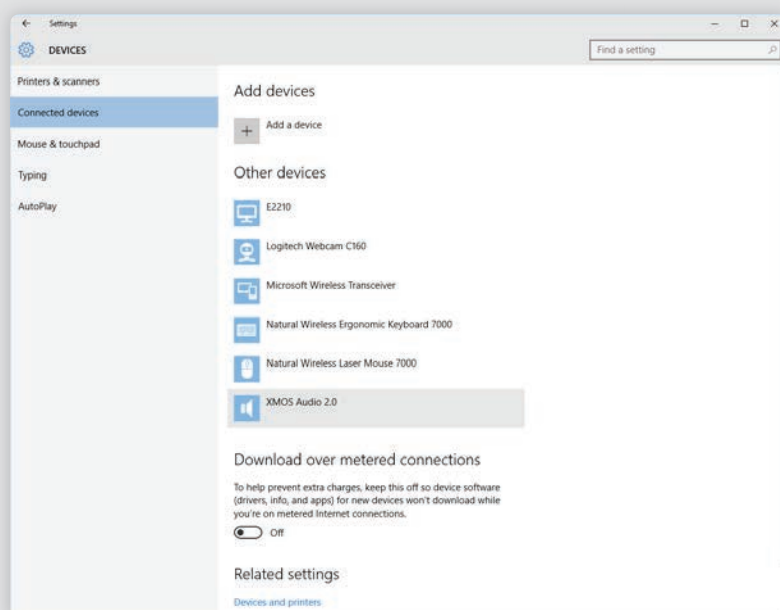 Settings
DEVICES
Find a setting
Printers & scanners
Connected devices
Mouse & touchpad
Typing
AutoPlay
Add devices
Add a device
Other devices
E2210
Logitech Webcam C160
Microsoft Wireless Transceiver
Natural Wireless Ergonomic Keyboard 7000
Natural Wireless Laser Mouse 7000
XMOS Audio 2.0
Download over metered connections
To help prevent extra charges, keep this off so device software
(drivers, info, and apps) for new devices won't download while
you're on metered Internet connections.
Off
Related settings
Devices and printers